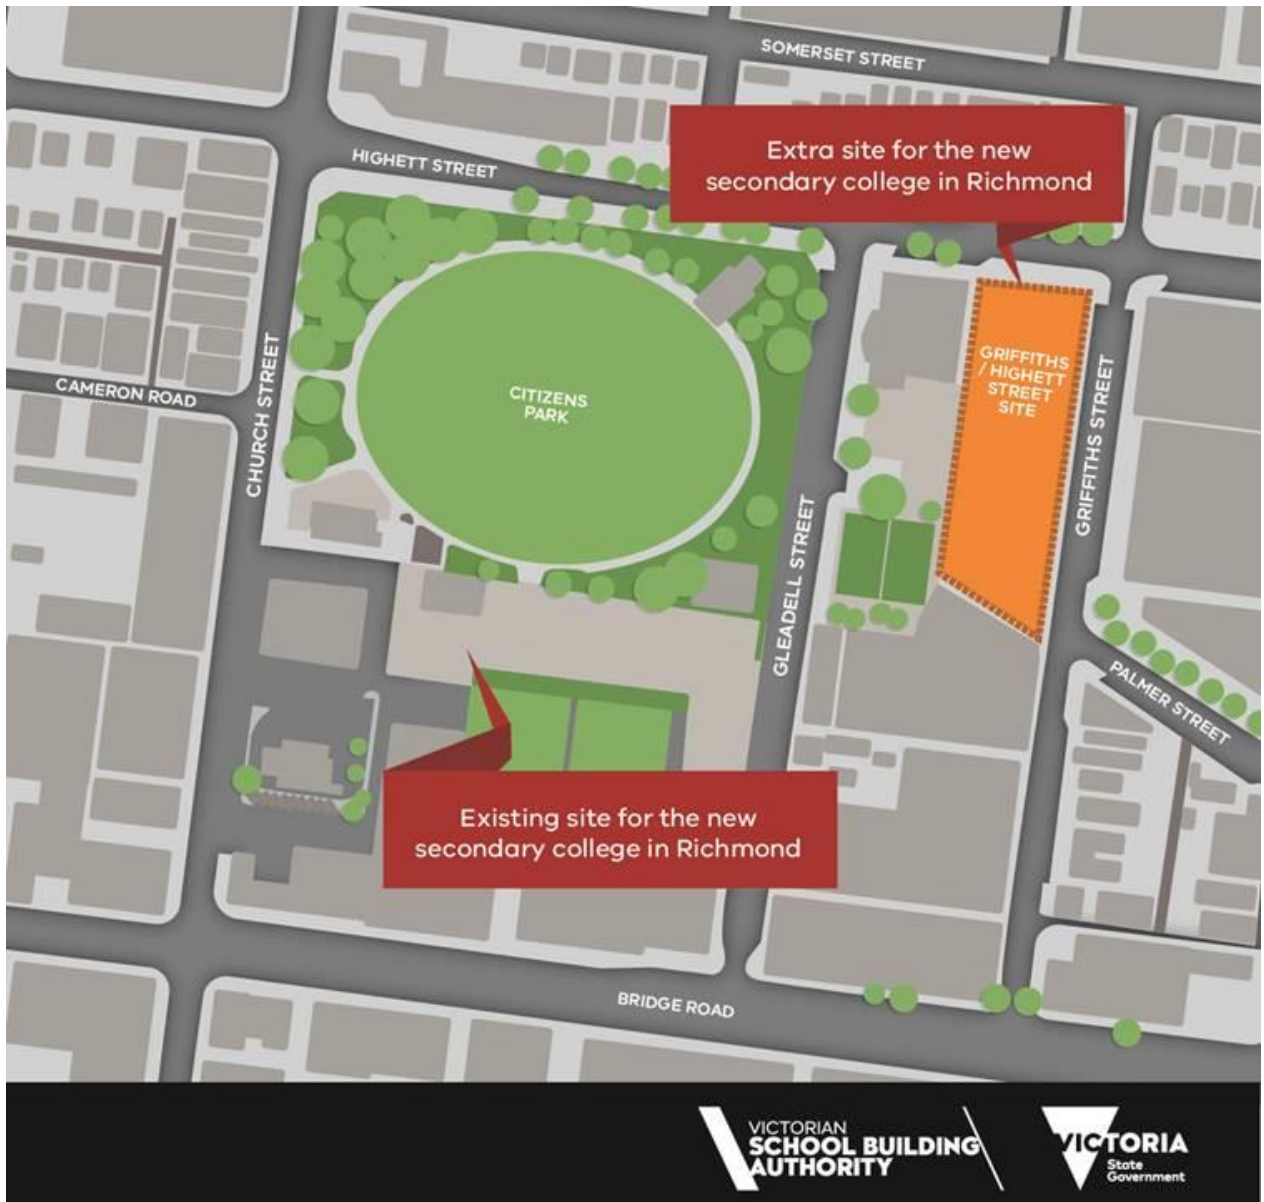 SOMERSET STREET
Extra site for the new
secondary college in Richmond
HIGHETT STREET
GRIFFITHS
/ HIGHETT
STREET
SITE
CITIZENS
PARK
CAMERON ROAD
CHURCH STREET
GRIFFITHS STREET
GLEADELL STREET
PALMER STREET
Existing site for the new
secondary college in Richmond
BRIDGE ROAD
VICTORIAN
SCHOOL BUILDING
AUTHORITY
VICTORIA
State
Government